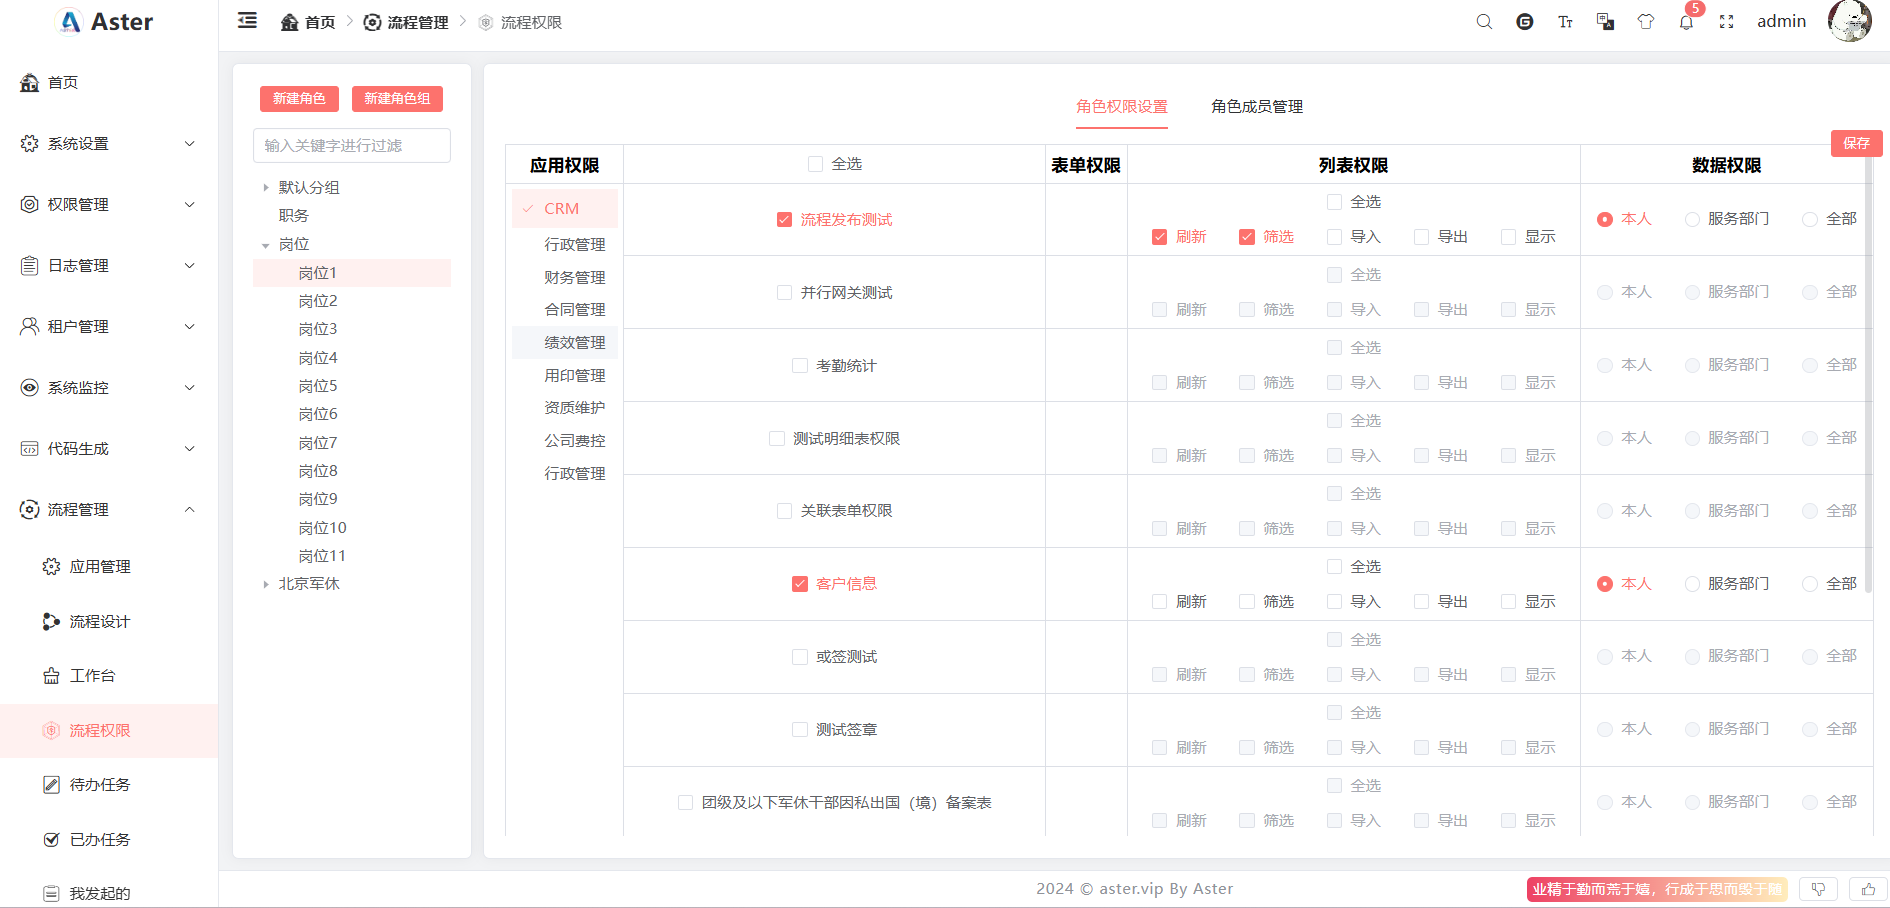 Aster
首页
流程管理
流程权限
5
admin
首页
系统设置
权限管理
日志管理
租户管理
系统监控
代码生成
流程管理
应用管理
流程设计
工作台
流程权限
待办任务
已办任务
我发起的
新建角色
新建角色组
输入关键字进行过滤
默认分组
职务
岗位
岗位1
岗位2
岗位3
岗位4
岗位5
岗位6
岗位7
岗位8
岗位9
岗位10
岗位11
北京军休
角色权限设置
角色成员管理
保存
应用权限
全选
表单权限
列表权限
数据权限
CRM
行政管理
财务管理
合同管理
绩效管理
用印管理
资质维护
公司费控
行政管理
流程发布测试
全选
刷新 筛选 导入 导出 显示
本人 服务部门 全部
并行网关测试
全选
刷新 筛选 导入 导出 显示
本人 服务部门 全部
考勤统计
全选
刷新 筛选 导入 导出 显示
本人 服务部门 全部
测试明细表权限
全选
刷新 筛选 导入 导出 显示
本人 服务部门 全部
关联表单权限
全选
刷新 筛选 导入 导出 显示
本人 服务部门 全部
客户信息
全选
刷新 筛选 导入 导出 显示
本人 服务部门 全部
或签测试
全选
刷新 筛选 导入 导出 显示
本人 服务部门 全部
测试签章
全选
刷新 筛选 导入 导出 显示
本人 服务部门 全部
团级及以下军休干部因私出国（境）备案表
全选
刷新 筛选 导入 导出 显示
本人 服务部门 全部
2024 © aster.vip By Aster
业精于勤而荒于嬉，行成于思而毁于随